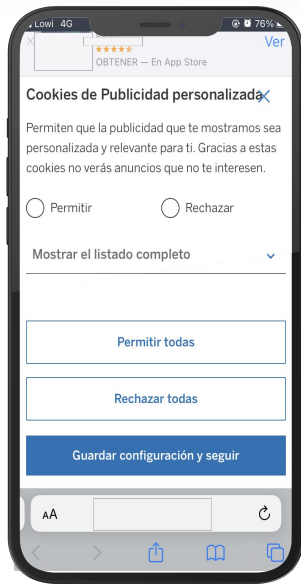 Lowi 4G 76%
Ver
OBTENER — En App Store
Cookies de Publicidad personalizada
Permiten que la publicidad que te mostramos sea
personalizada y relevante para ti. Gracias a estas
cookies no verás anuncios que no te interesen.
Permitir Rechazar
Mostrar el listado completo
Permitir todas
Rechazar todas
Guardar configuración y seguir
AA